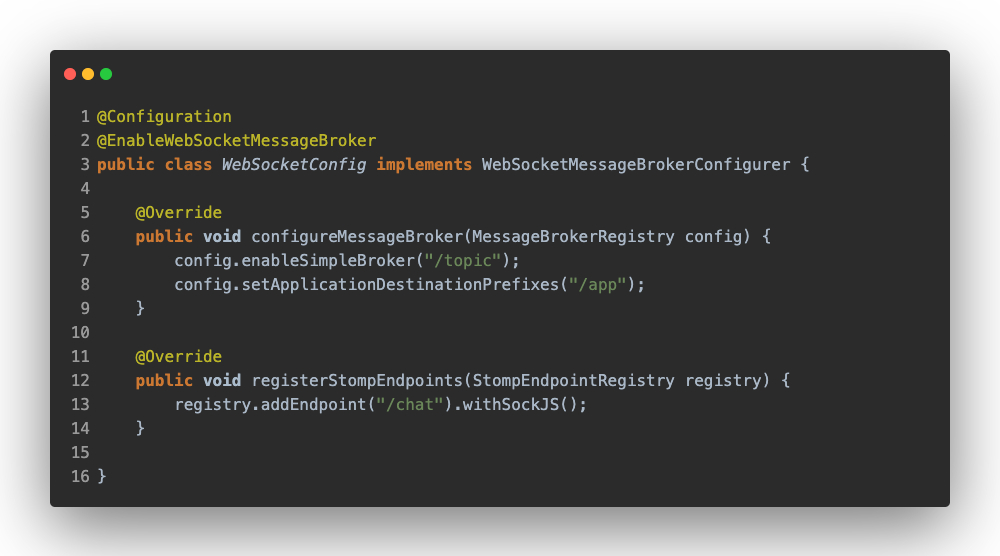 1 @Configuration
2 @EnableWebSocketMessageBroker
3 public class WebSocketConfig implements WebSocketMessageBrokerConfigurer {
4
5     @Override
6     public void configureMessageBroker(MessageBrokerRegistry config) {
7         config.enableSimpleBroker("/topic");
8         config.setApplicationDestinationPrefixes("/app");
9     }
10
11     @Override
12     public void registerStompEndpoints(StompEndpointRegistry registry) {
13         registry.addEndpoint("/chat").withSockJS();
14     }
15
16 }